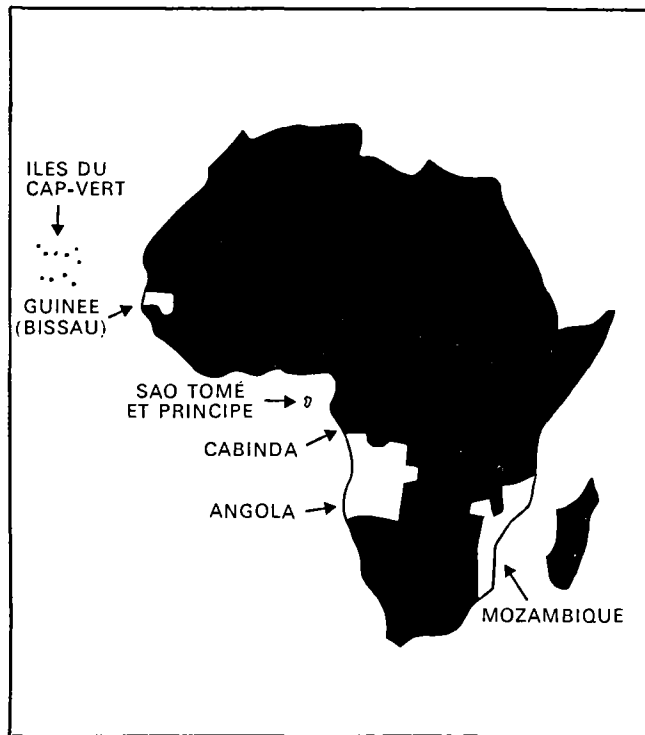 ILES DU
CAP-VERT
GUINEE
(BISSAU)
SAO TOMÉ
ET PRINCIPE
CABINDA
ANGOLA
MOZAMBIQUE